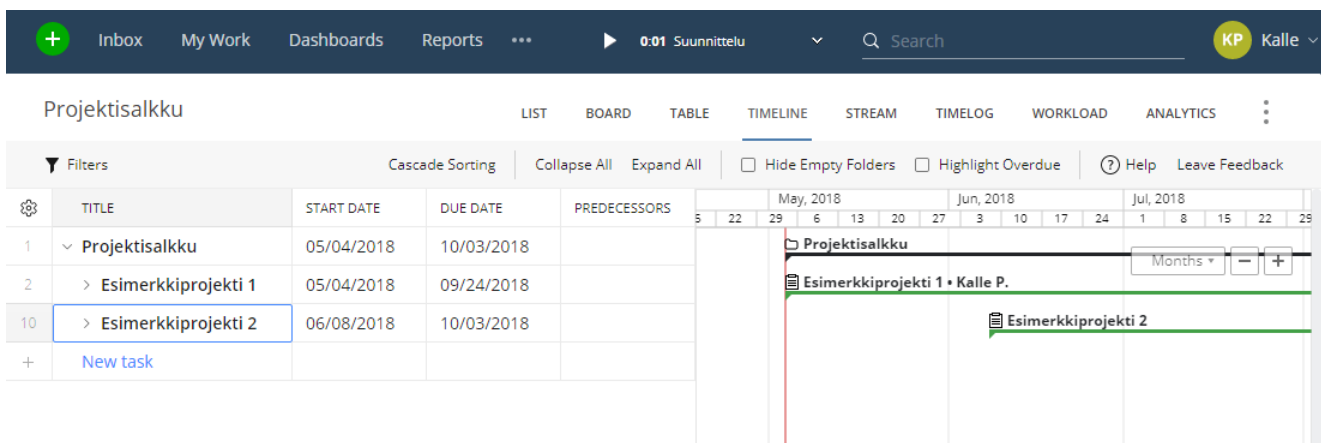 + Inbox My Work Dashboards Reports ••• 0:01 Suunnittelu Search KP Kalle
Projektisalkku LIST BOARD TABLE TIMELINE STREAM TIMELOG WORKLOAD ANALYTICS
Filters Cascade Sorting Collapse All Expand All Hide Empty Folders Highlight Overdue ? Help Leave Feedback
TITLE START DATE DUE DATE PREDECESSORS May, 2018 Jun, 2018 Jul, 2018
22 29 6 13 20 27 3 10 17 24 1 8 15 22 29
1 Projektisalkku 05/04/2018 10/03/2018 Projektisalkku
Months − +
2 Esimerkkiprojekti 1 05/04/2018 09/24/2018 Esimerkkiprojekti 1 • Kalle P.
10 Esimerkkiprojekti 2 06/08/2018 10/03/2018 Esimerkkiprojekti 2
+ New task